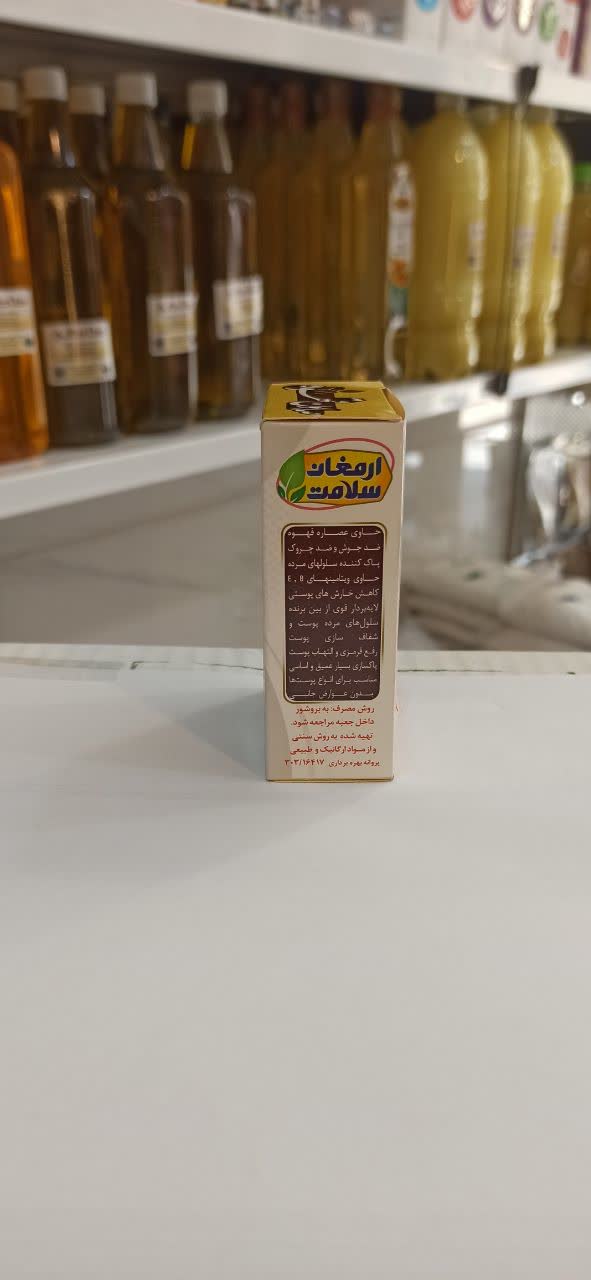 ارمغان
سلامت
حاوی عصاره قهوه
ضد جوش و ضد چروک
پاک کننده سلولهای مرده
حاوی ویتامینهای E , B
کاهش خارش های پوستی
لایه‌بردار قوی از بین برنده
سلول‌های مرده پوست و
شفاف سازی پوست
رفع قرمزی و التهاب پوست
پاکسازی بسیار عمیق و اساسی
مناسب برای انواع پوست‌ها
بدون عوارض جانبی
روش مصرف: به بروشور
داخل جعبه مراجعه شود.
تهیه شده به روش سنتی
و از مواد ارگانیک و طبیعی
پروانه بهره برداری ۳۰۳/۱۶۴۱۷